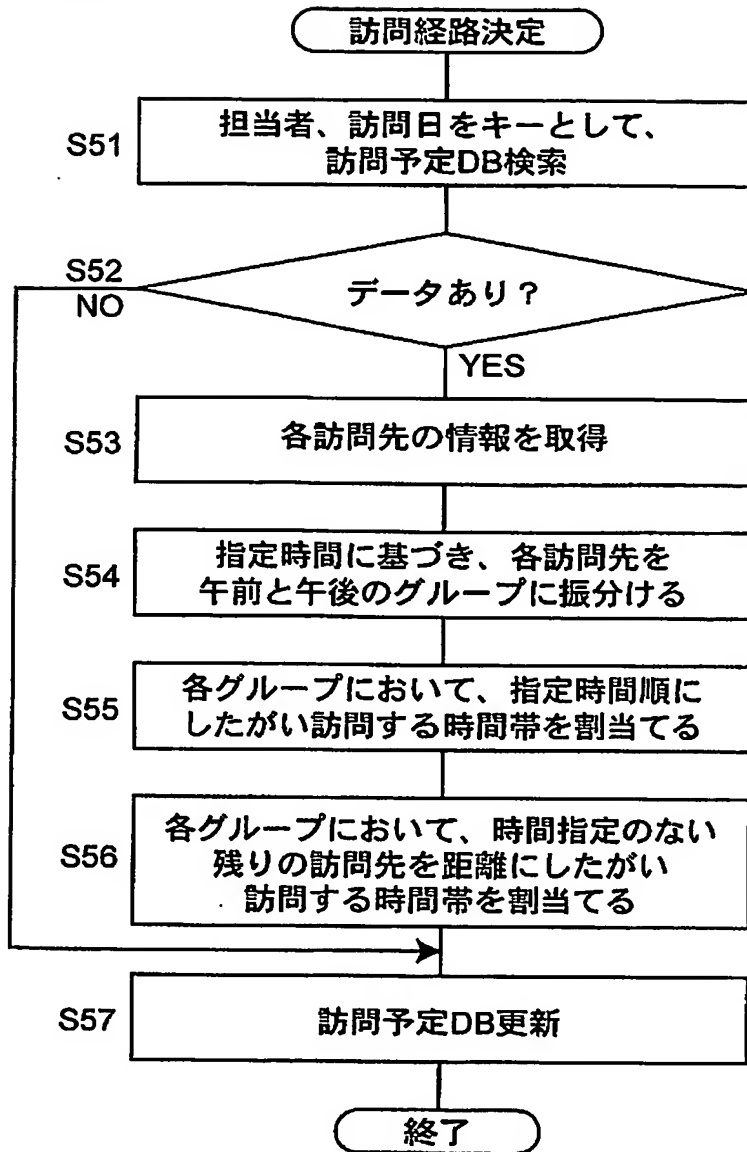 訪問経路決定
S51
担当者、訪問日をキーとして、
訪問予定DB検索
S52
NO
データあり？
YES
S53
各訪問先の情報を取得
S54
指定時間に基づき、各訪問先を
午前と午後のグループに振分ける
S55
各グループにおいて、指定時間順に
したがい訪問する時間帯を割当てる
S56
各グループにおいて、時間指定のない
残りの訪問先を距離にしたがい
訪問する時間帯を割当てる
S57
訪問予定DB更新
終了